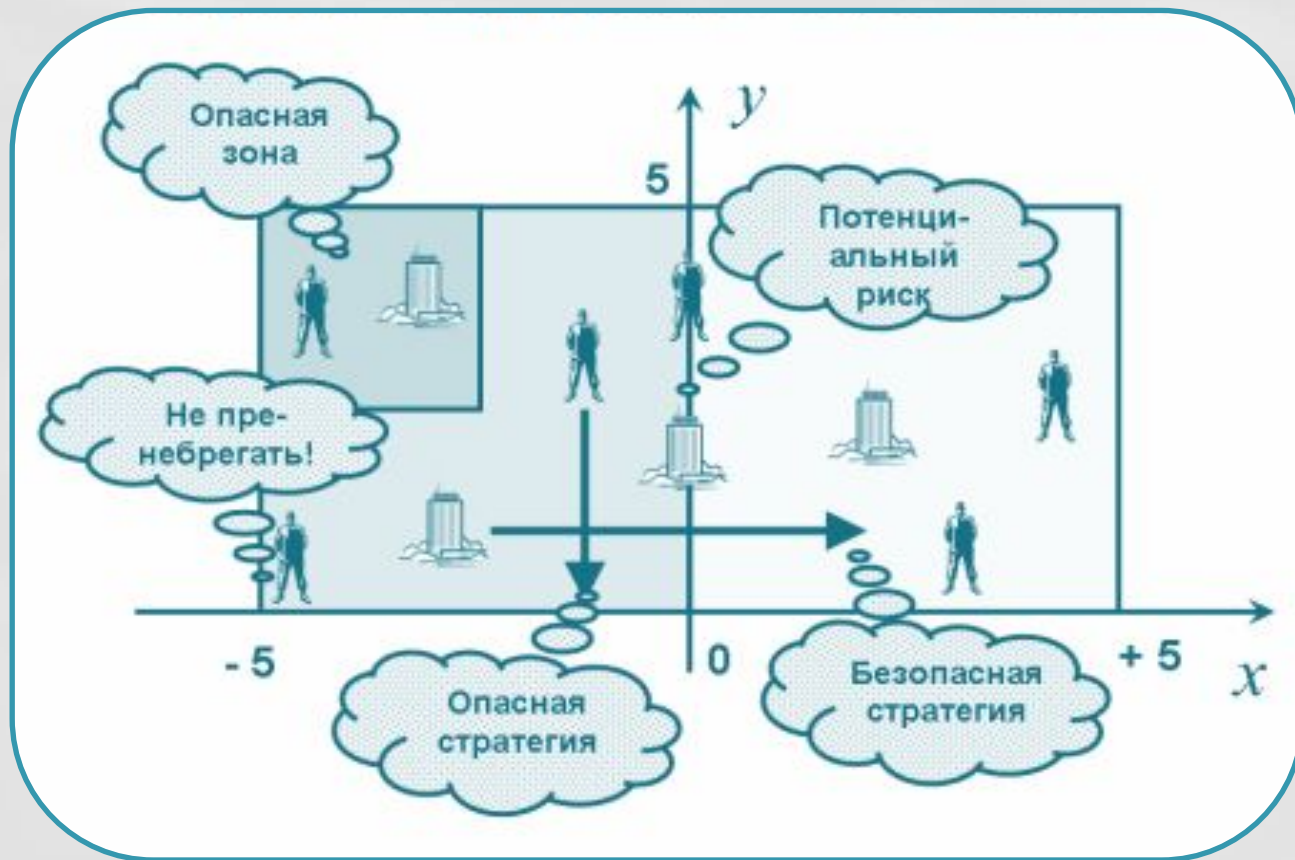 Опасная
зона
y
5
Потенци-
альный
риск
Не пре-
небрегать!
- 5
0
+ 5
x
Опасная
стратегия
Безопасная
стратегия